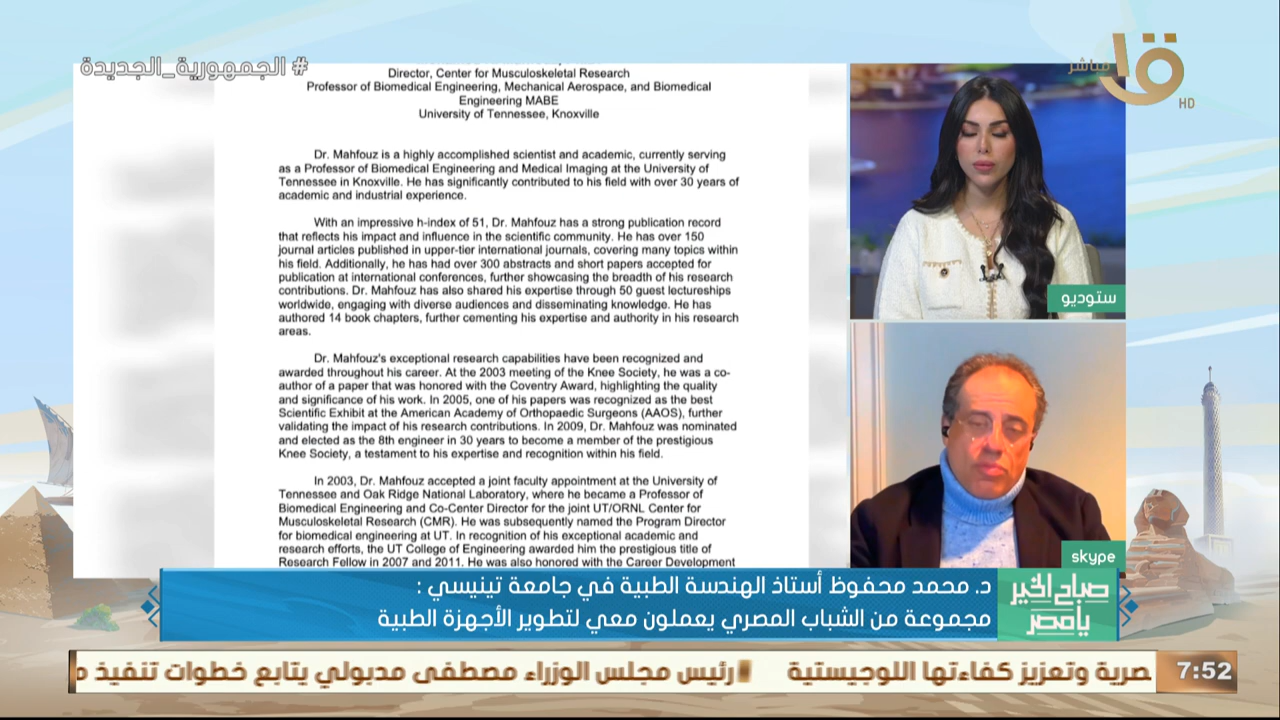 #الجمهورية_الجديدة
مباشر
HD
Director, Center for Musculoskeletal Research
Professor of Biomedical Engineering, Mechanical Aerospace, and Biomedical
Engineering MABE
University of Tennessee, Knoxville
Dr. Mahfouz is a highly accomplished scientist and academic, currently serving
as a Professor of Biomedical Engineering and Medical Imaging at the University of
Tennessee in Knoxville. He has significantly contributed to his field with over 30 years of
academic and industrial experience.
With an impressive h-index of 51, Dr. Mahfouz has a strong publication record
that reflects his impact and influence in the scientific community. He has over 150
journal articles published in upper-tier international journals, covering many topics within
his field. Additionally, he has had over 300 abstracts and short papers accepted for
publication at international conferences, further showcasing the breadth of his research
contributions. Dr. Mahfouz has also shared his expertise through 50 guest lectureships
worldwide, engaging with diverse audiences and disseminating knowledge. He has
authored 14 book chapters, further cementing his expertise and authority in his research
areas.
Dr. Mahfouz's exceptional research capabilities have been recognized and
awarded throughout his career. At the 2003 meeting of the Knee Society, he was a co-
author of a paper that was honored with the Coventry Award, highlighting the quality
and significance of his work. In 2005, one of his papers was recognized as the best
Scientific Exhibit at the American Academy of Orthopaedic Surgeons (AAOS), further
validating the impact of his research contributions. In 2009, Dr. Mahfouz was nominated
and elected as the 8th engineer in 30 years to become a member of the prestigious
Knee Society, a testament to his expertise and recognition within his field.
In 2003, Dr. Mahfouz accepted a joint faculty appointment at the University of
Tennessee and Oak Ridge National Laboratory, where he became a Professor of
Biomedical Engineering and Co-Center Director for the joint UT/ORNL Center for
Musculoskeletal Research (CMR). He was subsequently named the Program Director
for biomedical engineering at UT. In recognition of his exceptional academic and
research efforts, the UT College of Engineering awarded him the prestigious title of
Research Fellow in 2007 and 2011. He was also honored with the Career Development
ستوديو
skype
صباح الخير
يا مصر
د. محمد محفوظ أستاذ الهندسة الطبية في جامعة تينيسي :
مجموعة من الشباب المصري يعملون معي لتطوير الأجهزة الطبية
صرية وتعزيز كفاءتها اللوجيستية رئيس مجلس الوزراء مصطفى مدبولي يتابع خطوات تنفيذ
7:52